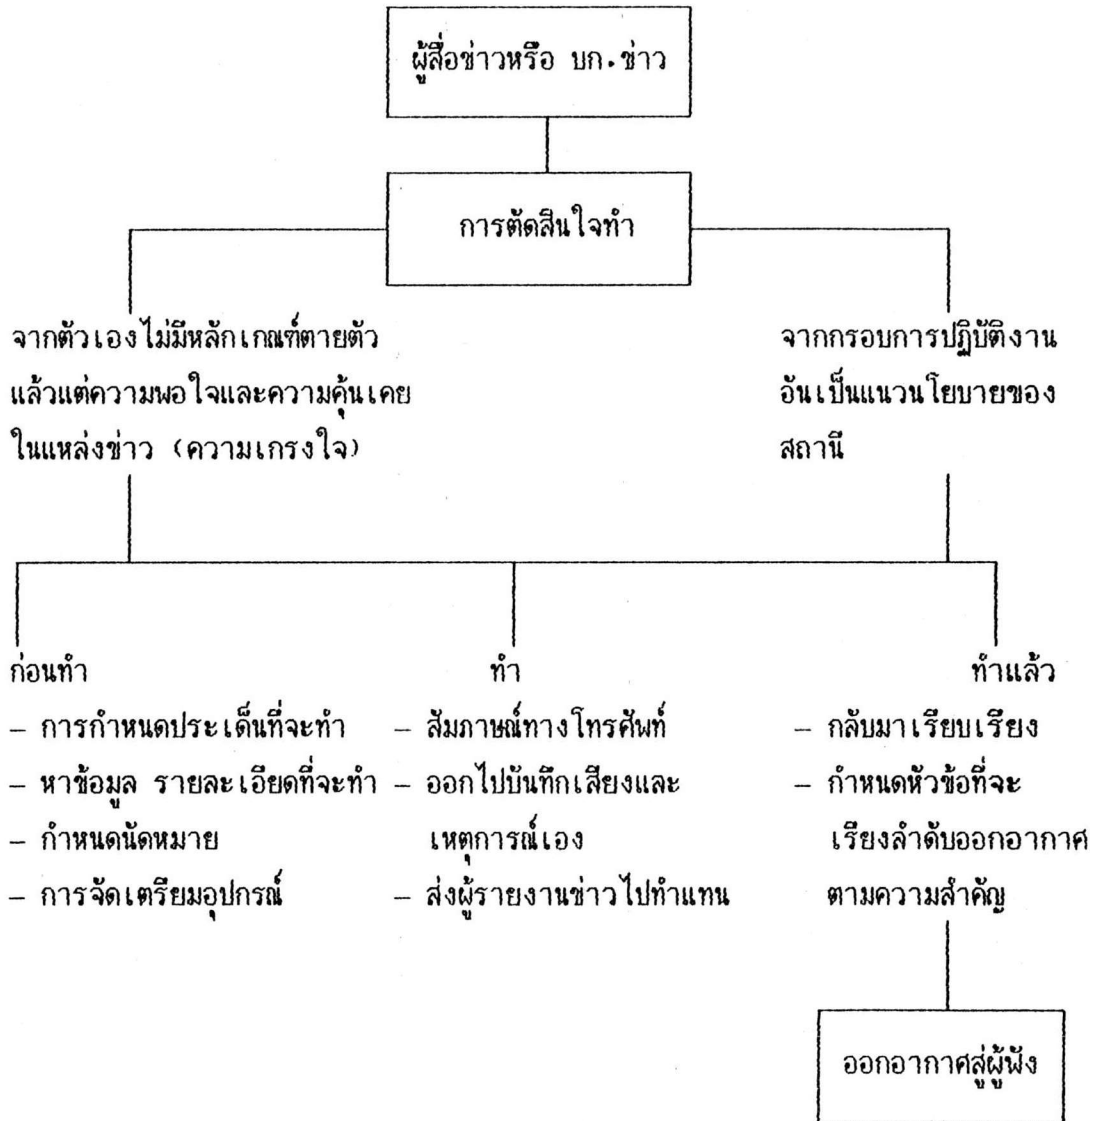 ผู้สื่อข่าวหรือ บก.ข่าว
การตัดสินใจทำ
จากตัวเองไม่มีหลักเกณฑ์ตายตัว
แล้วแต่ความพอใจและความคุ้นเคย
ในแหล่งข่าว (ความเกรงใจ)
จากกรอบการปฏิบัติงาน
อันเป็นแนวนโยบายของ
สถานี
ก่อนทำ
– การกำหนดประเด็นที่จะทำ
– หาข้อมูล รายละเอียดที่จะทำ
– กำหนดนัดหมาย
– การจัดเตรียมอุปกรณ์
ทำ
– สัมภาษณ์ทางโทรศัพท์
– ออกไปบันทึกเสียงและ
เหตุการณ์เอง
– ส่งผู้รายงานข่าวไปทำแทน
ทำแล้ว
– กลับมาเรียบเรียง
– กำหนดหัวข้อที่จะ
เรียงลำดับออกอากาศ
ตามความสำคัญ
ออกอากาศสู่ผู้ฟัง